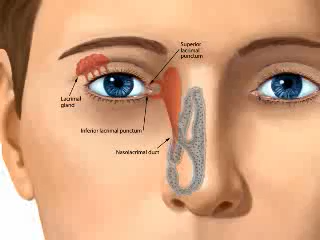 Superior
lacrimal
punctum
Lacrimal
gland
Inferior lacrimal punctum
Nasolacrimal duct